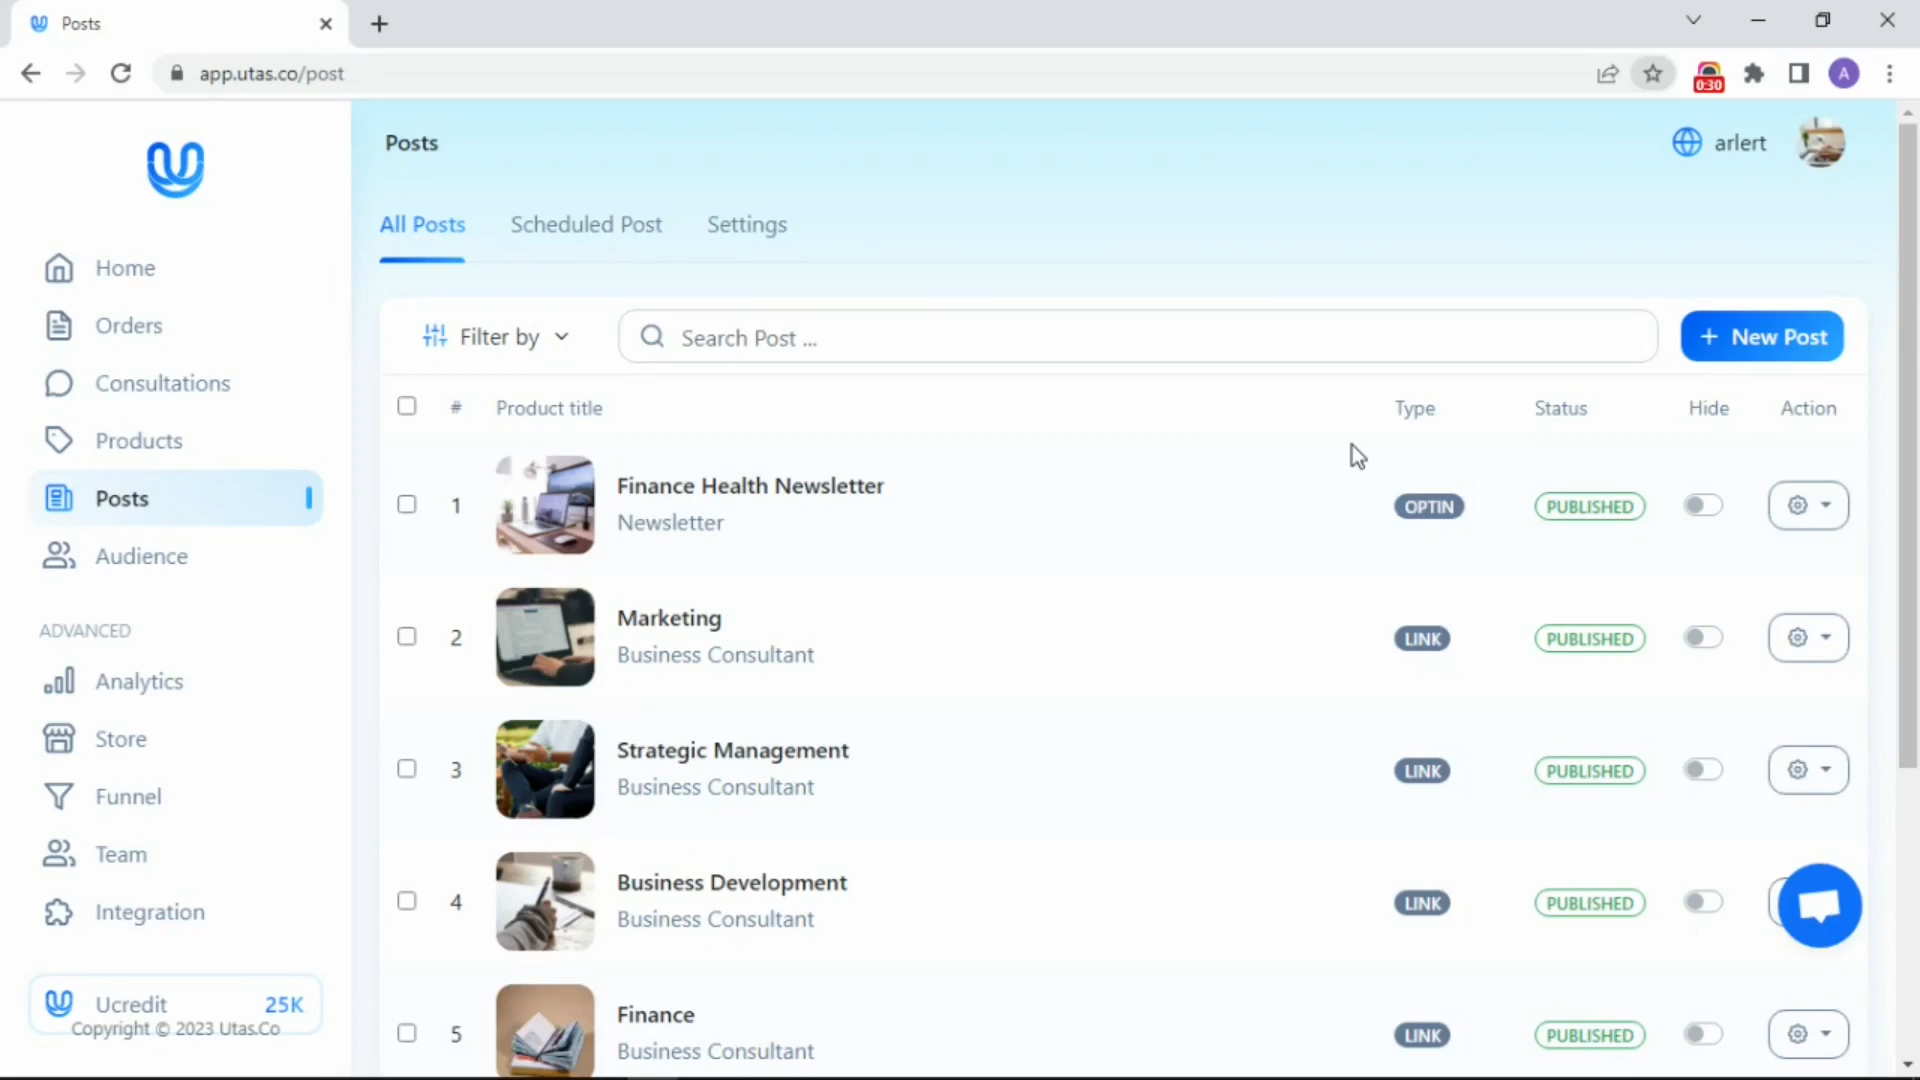 Posts
app.utas.co/post
0:30
A
Posts
arlert
All Posts
Scheduled Post
Settings
Home
Orders
Consultations
Products
Posts
Audience
ADVANCED
Analytics
Store
Funnel
Team
Integration
Ucredit 25K
Copyright © 2023 Utas.Co
Filter by
Search Post ...
+ New Post
# Product title Type Status Hide Action
1 Finance Health Newsletter OPTIN PUBLISHED
Newsletter
2 Marketing LINK PUBLISHED
Business Consultant
3 Strategic Management LINK PUBLISHED
Business Consultant
4 Business Development LINK PUBLISHED
Business Consultant
5 Finance LINK PUBLISHED
Business Consultant